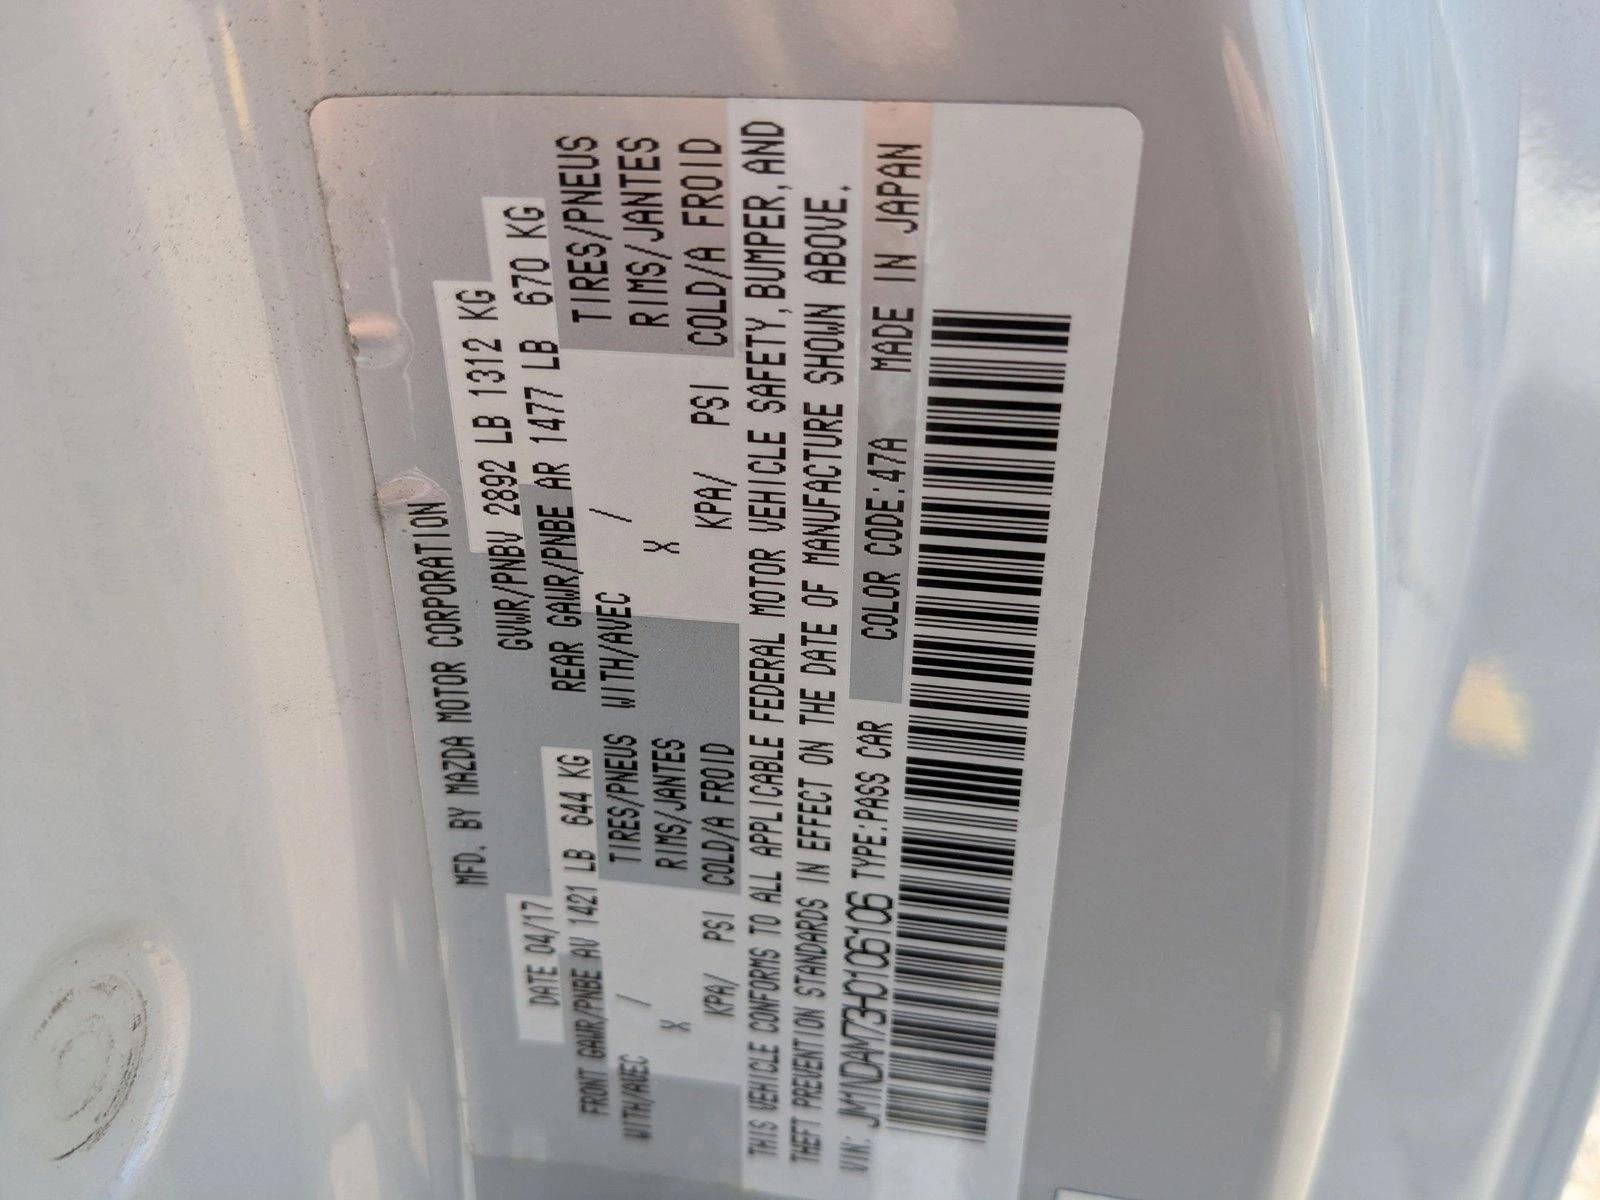 MFD. BY MAZDA MOTOR CORPORATION
DATE 04/17 GVWR/PNBV 2892 LB 1312 KG
FRONT GAWR/PNBE AV 1421 LB 644 KG REAR GAWR/PNBE AR 1477 LB 670 KG
WITH/AVEC / TIRES/PNEUS WITH/AVEC / TIRES/PNEUS
X RIMS/JANTES X RIMS/JANTES
KPA/ PSI COLD/A FROID KPA/ PSI COLD/A FROID
THIS VEHICLE CONFORMS TO ALL APPLICABLE FEDERAL MOTOR VEHICLE SAFETY, BUMPER, AND
THEFT PREVENTION STANDARDS IN EFFECT ON THE DATE OF MANUFACTURE SHOWN ABOVE.
VIN: JM1NDAM73H0106106 TYPE:PASS CAR COLOR CODE:47A MADE IN JAPAN